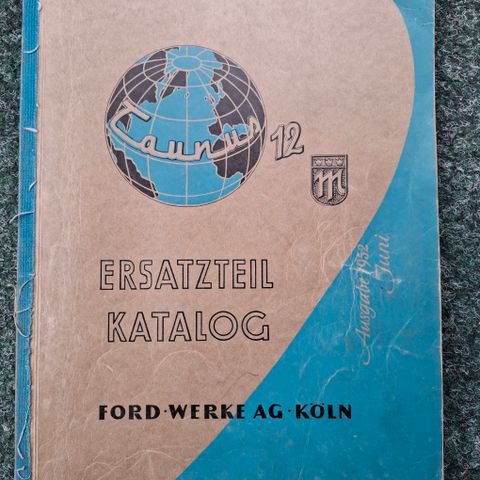 Taunus 12 M
ERSATZTEIL
KATALOG
Ausgabe 1952
Juni
FORD·WERKE AG·KÖLN